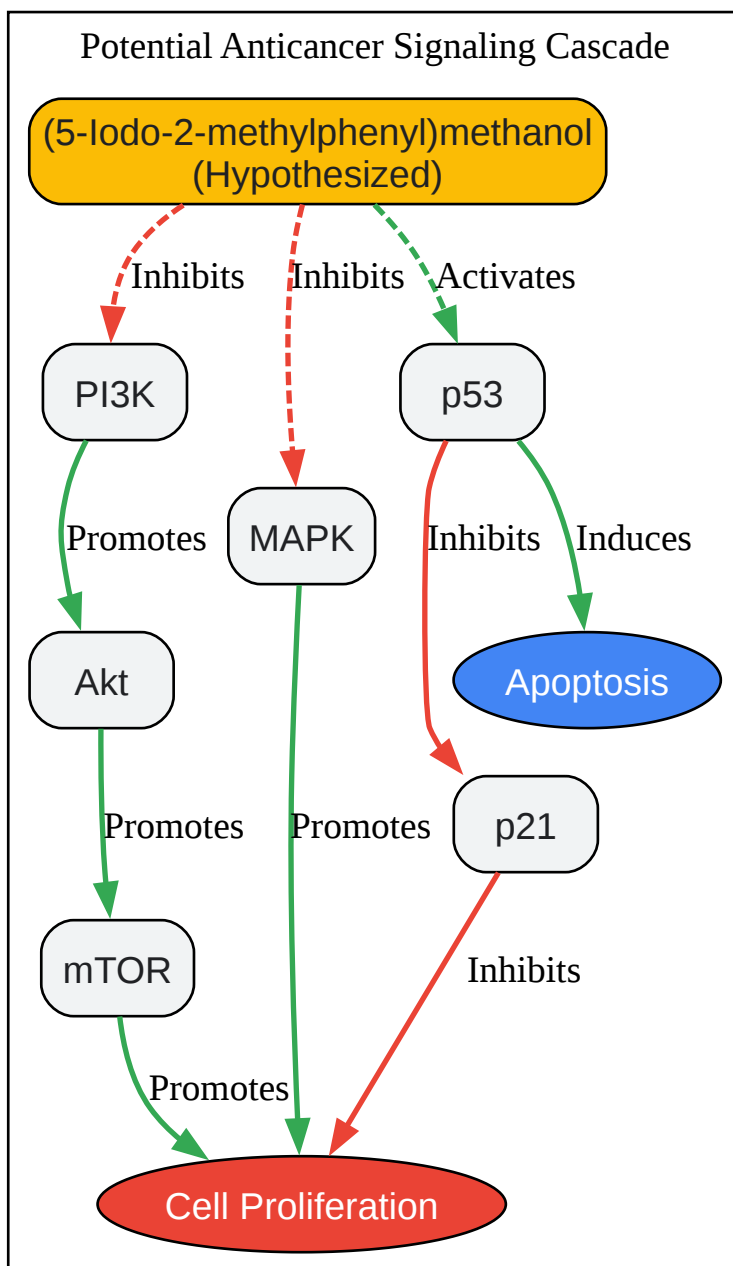 Potential Anticancer Signaling Cascade
(5-Iodo-2-methylphenyl)methanol
(Hypothesized)
Inhibits
Inhibits
Activates
PI3K
p53
MAPK
Promotes
Inhibits
Induces
Akt
Apoptosis
Promotes
Promotes
p21
mTOR
Inhibits
Promotes
Cell Proliferation